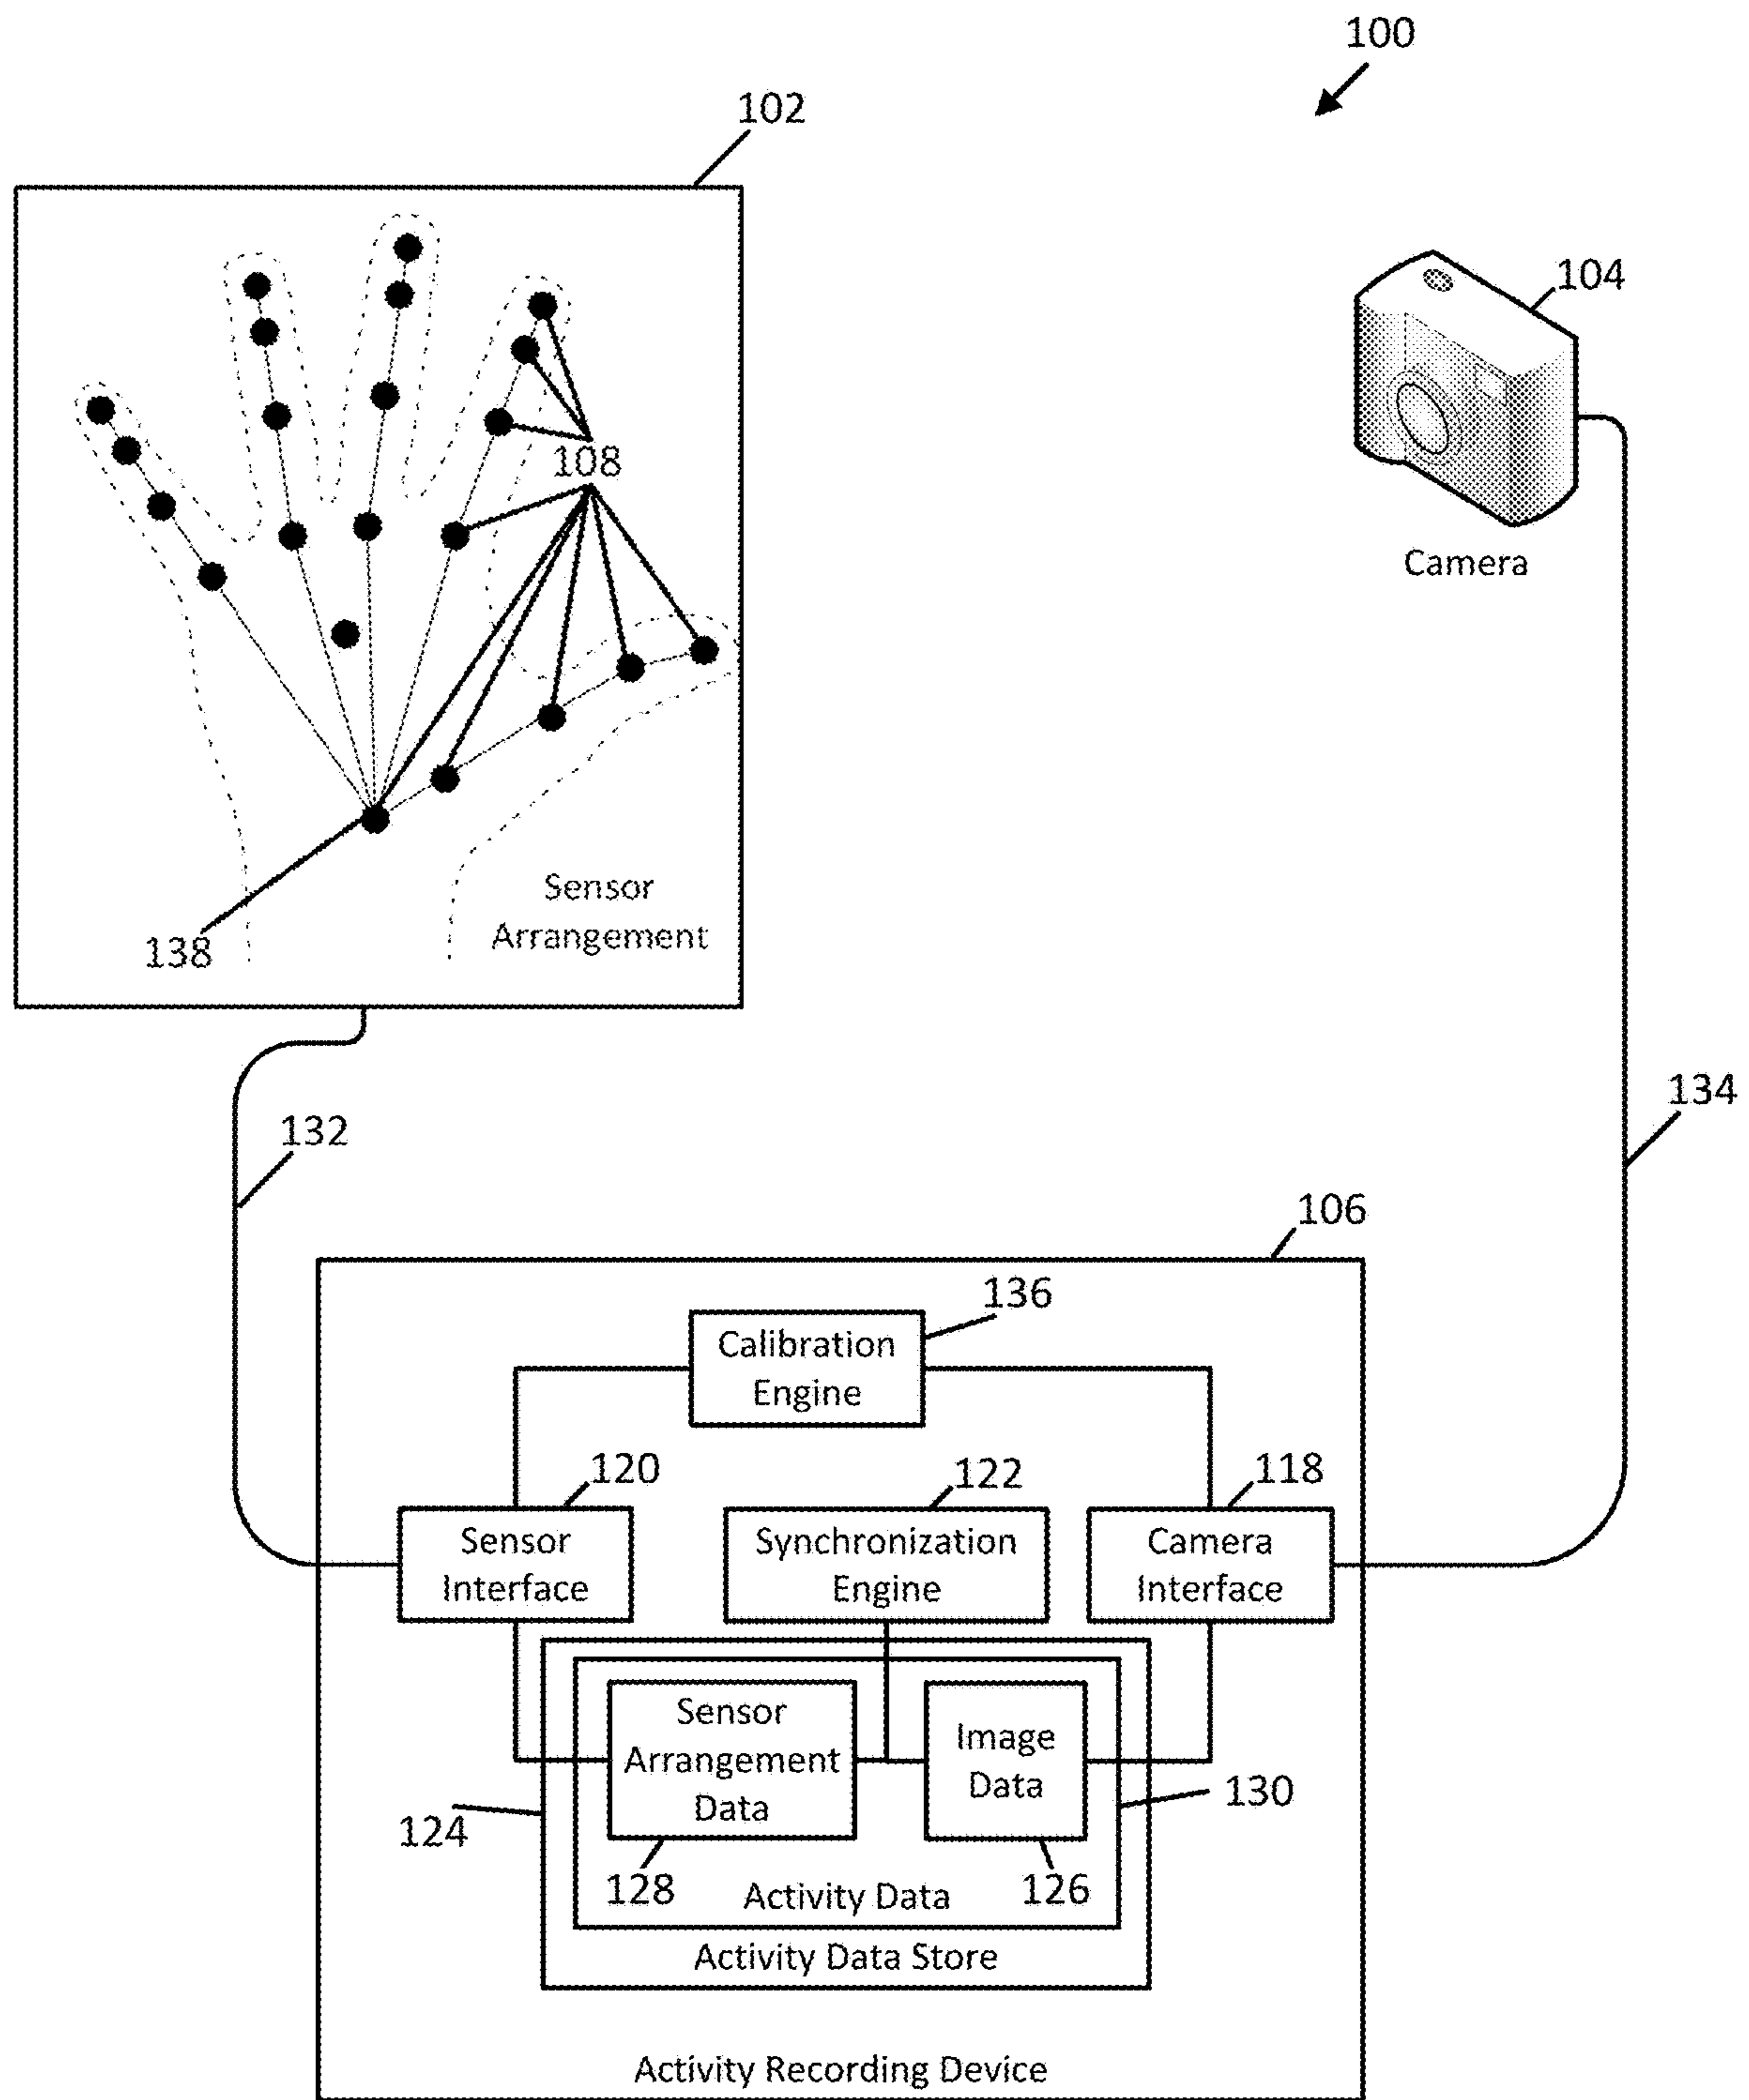 100
102
104
108
Camera
Sensor
Arrangement
138
132
134
106
136
Calibration
Engine
120
122
118
Sensor
Interface
Synchronization
Engine
Camera
Interface
Sensor
Arrangement
Data
Image
Data
124
130
128
126
Activity Data
Activity Data Store
Activity Recording Device